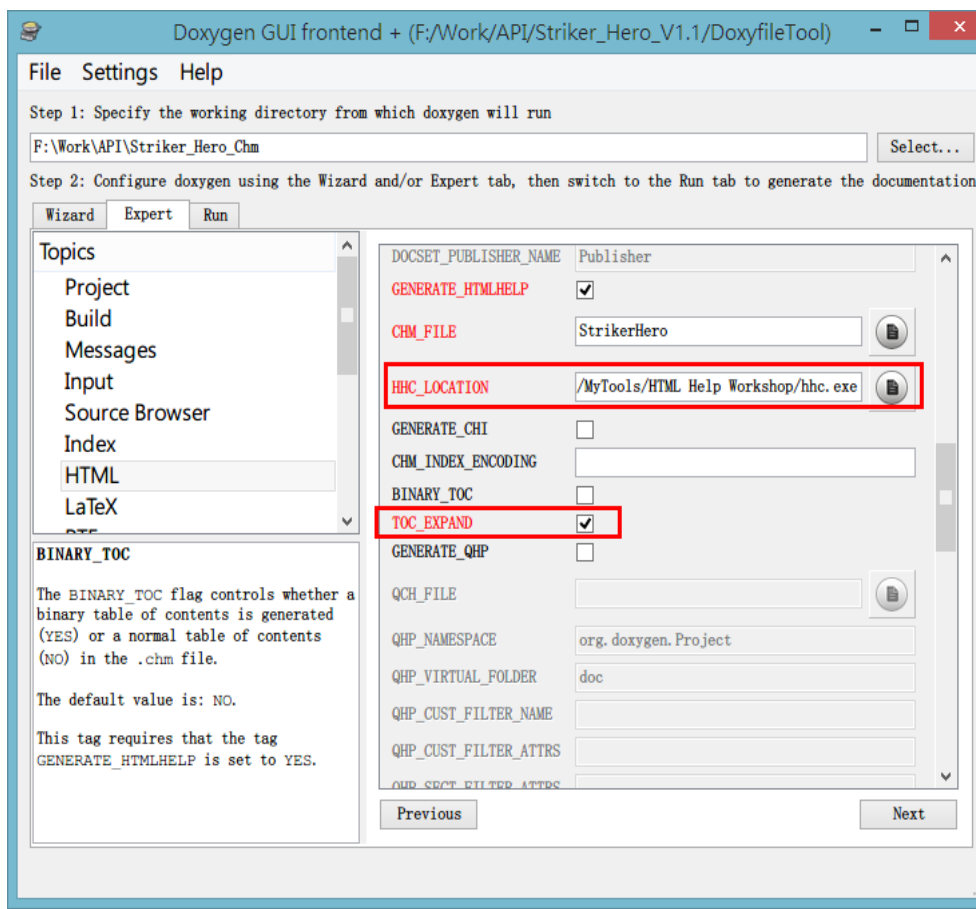 Doxygen GUI frontend + (F:/Work/API/Striker_Hero_V1.1/DoxyfileTool)
File Settings Help
Step 1: Specify the working directory from which doxygen will run
F:\Work\API\Striker_Hero_Chm
Select...
Step 2: Configure doxygen using the Wizard and/or Expert tab, then switch to the Run tab to generate the documentation
Wizard Expert Run
Topics
Project
Build
Messages
Input
Source Browser
Index
HTML
LaTeX
BINARY_TOC
The BINARY_TOC flag controls whether a
binary table of contents is generated
(YES) or a normal table of contents
(NO) in the .chm file.
The default value is: NO.
This tag requires that the tag
GENERATE_HTMLHELP is set to YES.
DOCSET_PUBLISHER_NAME Publisher
GENERATE_HTMLHELP
CHM_FILE StrikerHero
HHC_LOCATION /MyTools/HTML Help Workshop/hhc.exe
GENERATE_CHI
CHM_INDEX_ENCODING
BINARY_TOC
TOC_EXPAND
GENERATE_QHP
QCH_FILE
QHP_NAMESPACE org.doxygen.Project
QHP_VIRTUAL_FOLDER doc
QHP_CUST_FILTER_NAME
QHP_CUST_FILTER_ATTRS
QHP_SECT_FILTER_ATTRS
Previous
Next